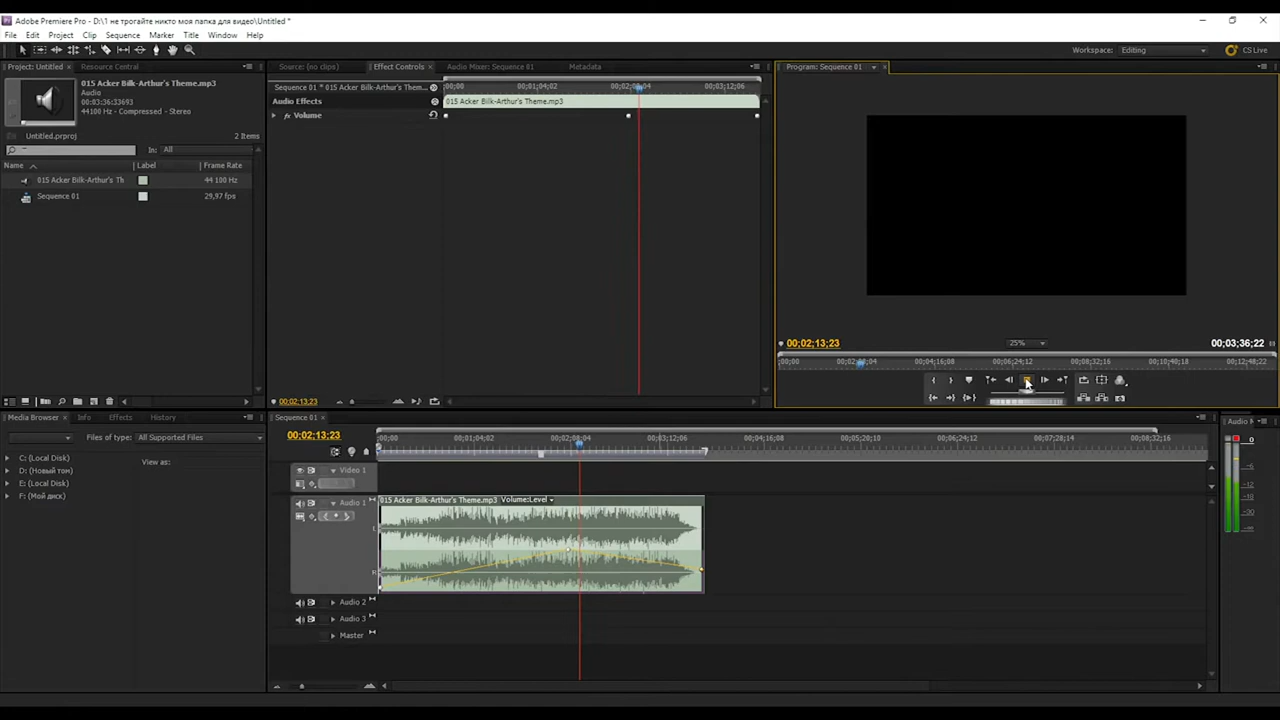 Adobe Premiere Pro - D:\1 не трогайте никто моя папка для видео\Untitled *
File Edit Project Clip Sequence Marker Title Window Help
Workspace: Editing CS Live
Project: Untitled Resource Central
015 Acker Bilk-Arthur's Theme.mp3
Audio
00:03:36:33693
44100 Hz - Compressed - Stereo
Untitled.prproj 2 Items
In: All
Name Label Frame Rate
015 Acker Bilk-Arthur's Th 44 100 Hz
Sequence 01 29,97 fps
Source: (no clips) Effect Controls Audio Mixer: Sequence 01 Metadata
Sequence 01 * 015 Acker Bilk-Arthur's Them... ;00;00 00;01;04;02 00;02;08;04 00;03;12;06
Audio Effects 015 Acker Bilk-Arthur's Theme.mp3
fx Volume
00;02;13;23
Program: Sequence 01
00;02;13;23 25% 00;03;36;22
;00;00 00;02;08;04 00;04;16;08 00;06;24;12 00;08;32;16 00;10;40;18 00;12;48;22
Media Browser Info Effects History
Files of type: All Supported Files
View as:
C: (Local Disk)
D: (Новый том)
E: (Local Disk)
F: (Мой диск)
Sequence 01
00;02;13;23 ;00;00 00;01;04;02 00;02;08;04 00;03;12;06 00;04;16;08 00;05;20;10 00;06;24;12 00;07;28;14 00;08;32;16
Video 1
Audio 1 015 Acker Bilk-Arthur's Theme.mp3 Volume:Level
L
R
Audio 2
Audio 3
Master
Audio M
0
-6
-12
-18